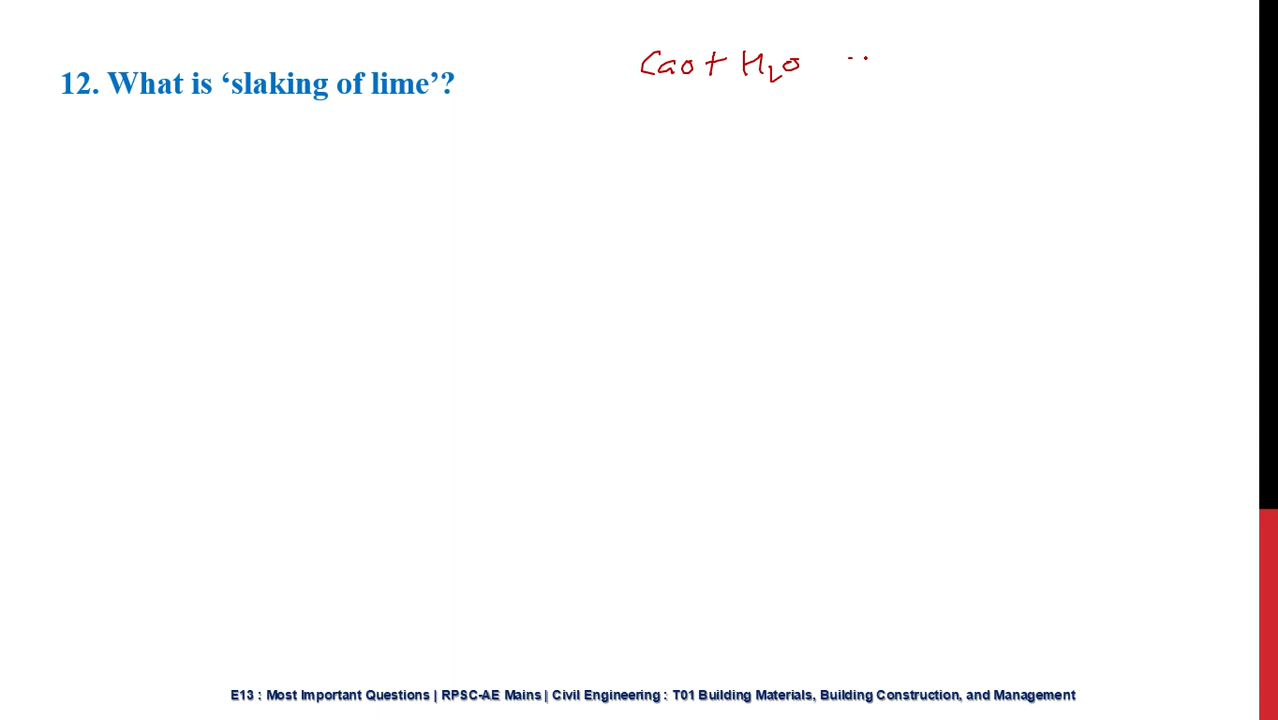 12. What is ‘slaking of lime’?
CaO + H2O
E13 : Most Important Questions | RPSC-AE Mains | Civil Engineering : T01 Building Materials, Building Construction, and Management